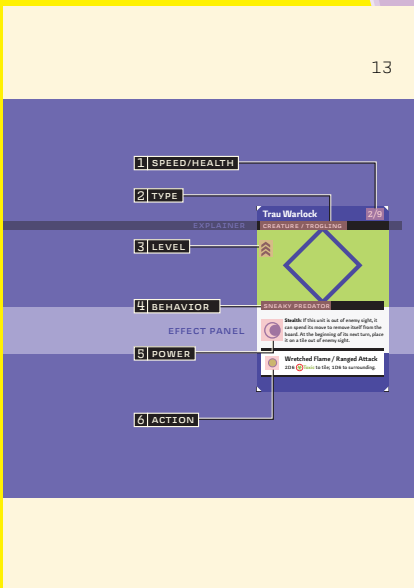 13
1 SPEED/HEALTH
2 TYPE
Trau Warlock 2/9
EXPLAINER
CREATURE / TROGLING
3 LEVEL
4 BEHAVIOR
SNEAKY PREDATOR
EFFECT PANEL
Stealth: If this unit is out of enemy sight, it
can spend its move to remove itself from the
board. At the beginning of its next turn, place
it on a tile out of enemy sight.
5 POWER
Wretched Flame / Ranged Attack
1D6 to tile; 1D6 to surrounding.
6 ACTION